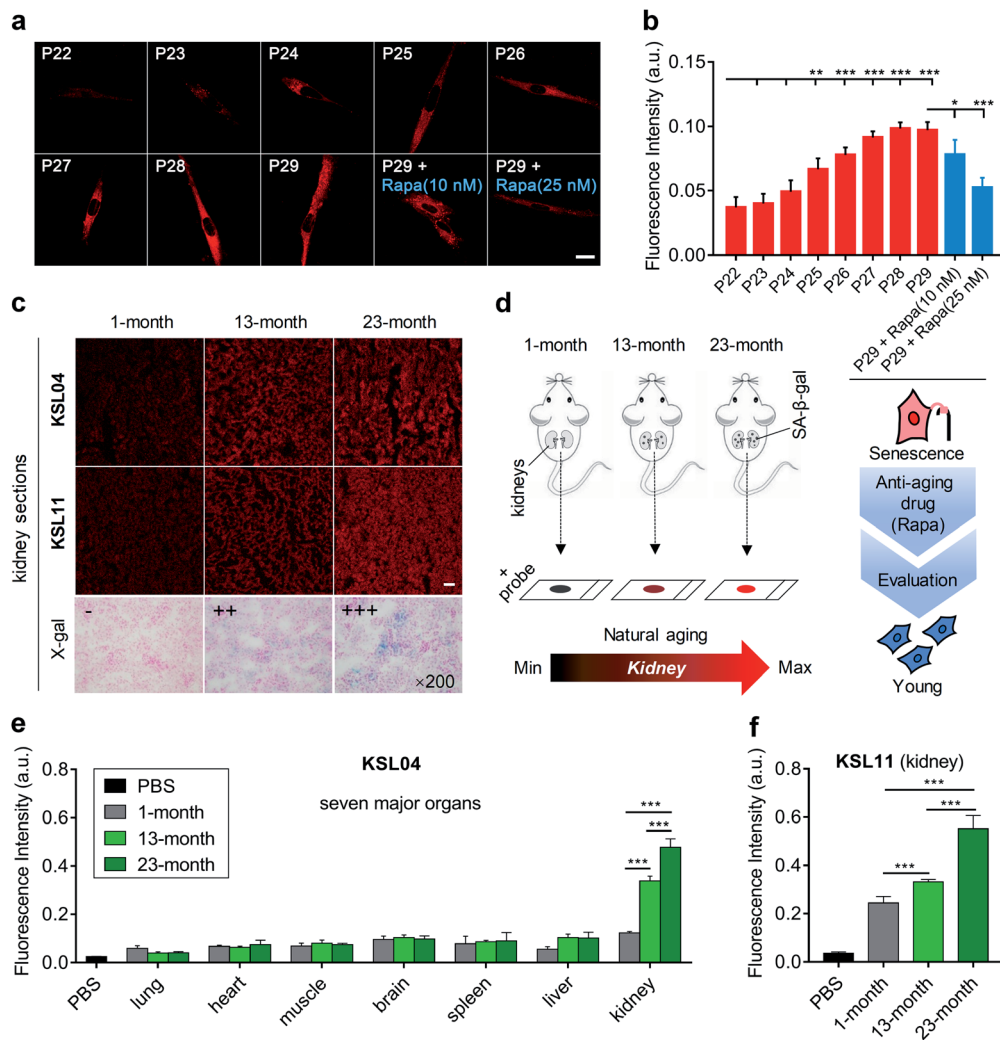 a
P22 P23 P24 P25 P26
P27 P28 P29 P29 + P29 +
Rapa(10 nM) Rapa(25 nM)
b
Fluorescence Intensity (a.u.)
0.15
0.10
0.05
0.00
** *** *** *** ***
* ***
P22 P23 P24 P25 P26 P27 P28 P29 P29 + Rapa(10 nM) P29 + Rapa(25 nM)
Senescence
Anti-aging
drug
(Rapa)
Evaluation
Young
c
1-month 13-month 23-month
kidney sections
KSL04
KSL11
X-gal
- ++ +++
×200
d
1-month 13-month 23-month
kidneys
SA-β-gal
+
probe
Natural aging
Min Kidney Max
e
Fluorescence Intensity (a.u.)
0.8
0.6
0.4
0.2
0.0
KSL04
seven major organs
PBS
1-month
13-month
23-month
***
***
***
PBS lung heart muscle brain spleen liver kidney
f
Fluorescence Intensity (a.u.)
0.8
0.6
0.4
0.2
0.0
KSL11 (kidney)
***
***
***
PBS 1-month 13-month 23-month